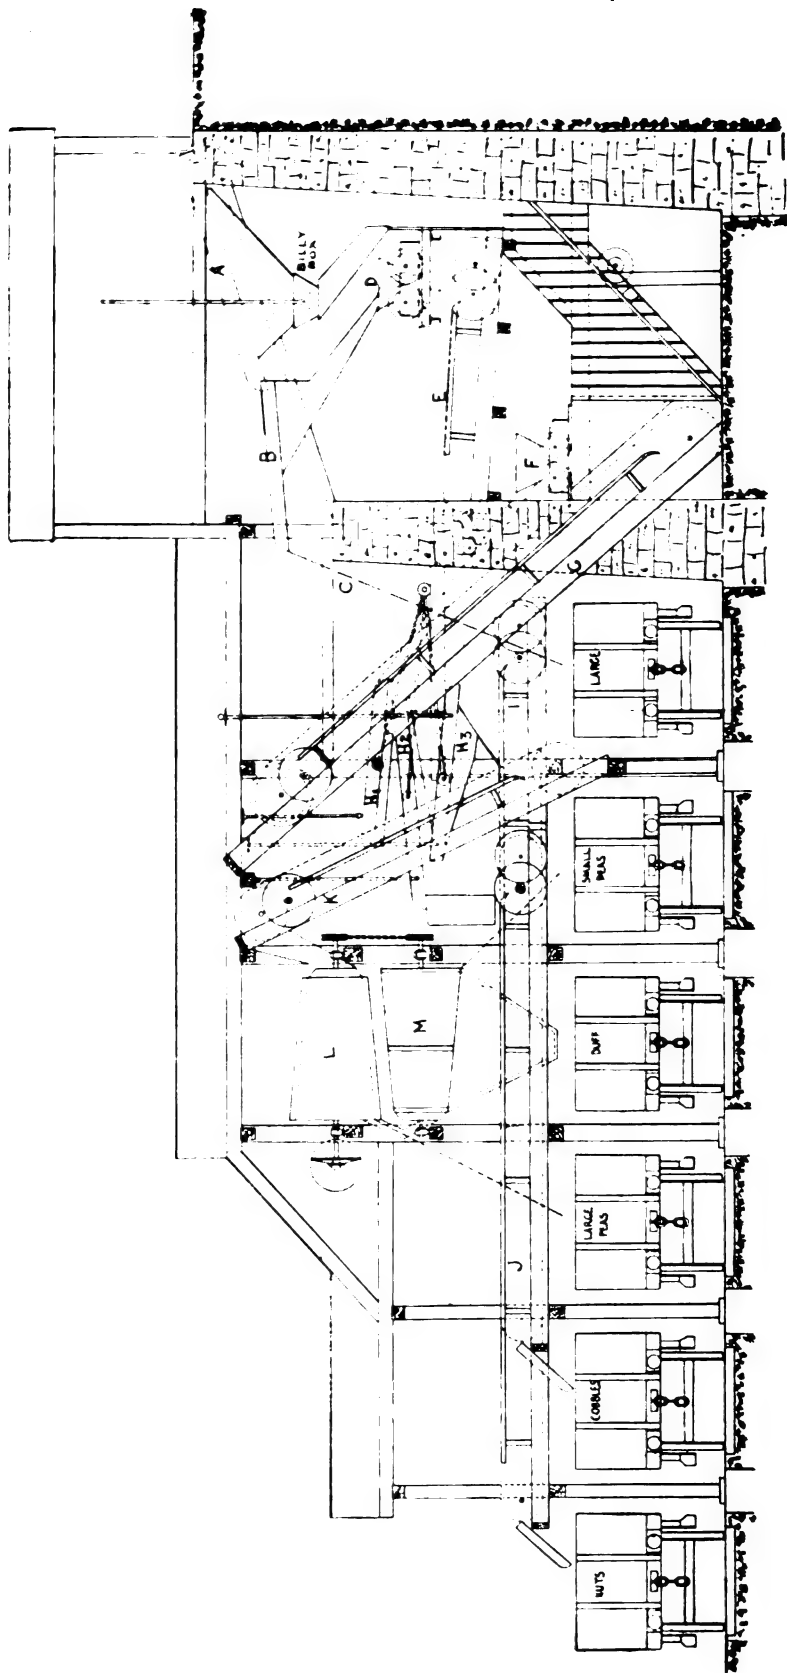 A
BILLY
BOX
B
D
C
K
H1
H2
H3
L
M
E
F
G
I
J
NUTS
COBBLES
LARGE
PEAS
DUFF
SMALL
PEAS
LARGE